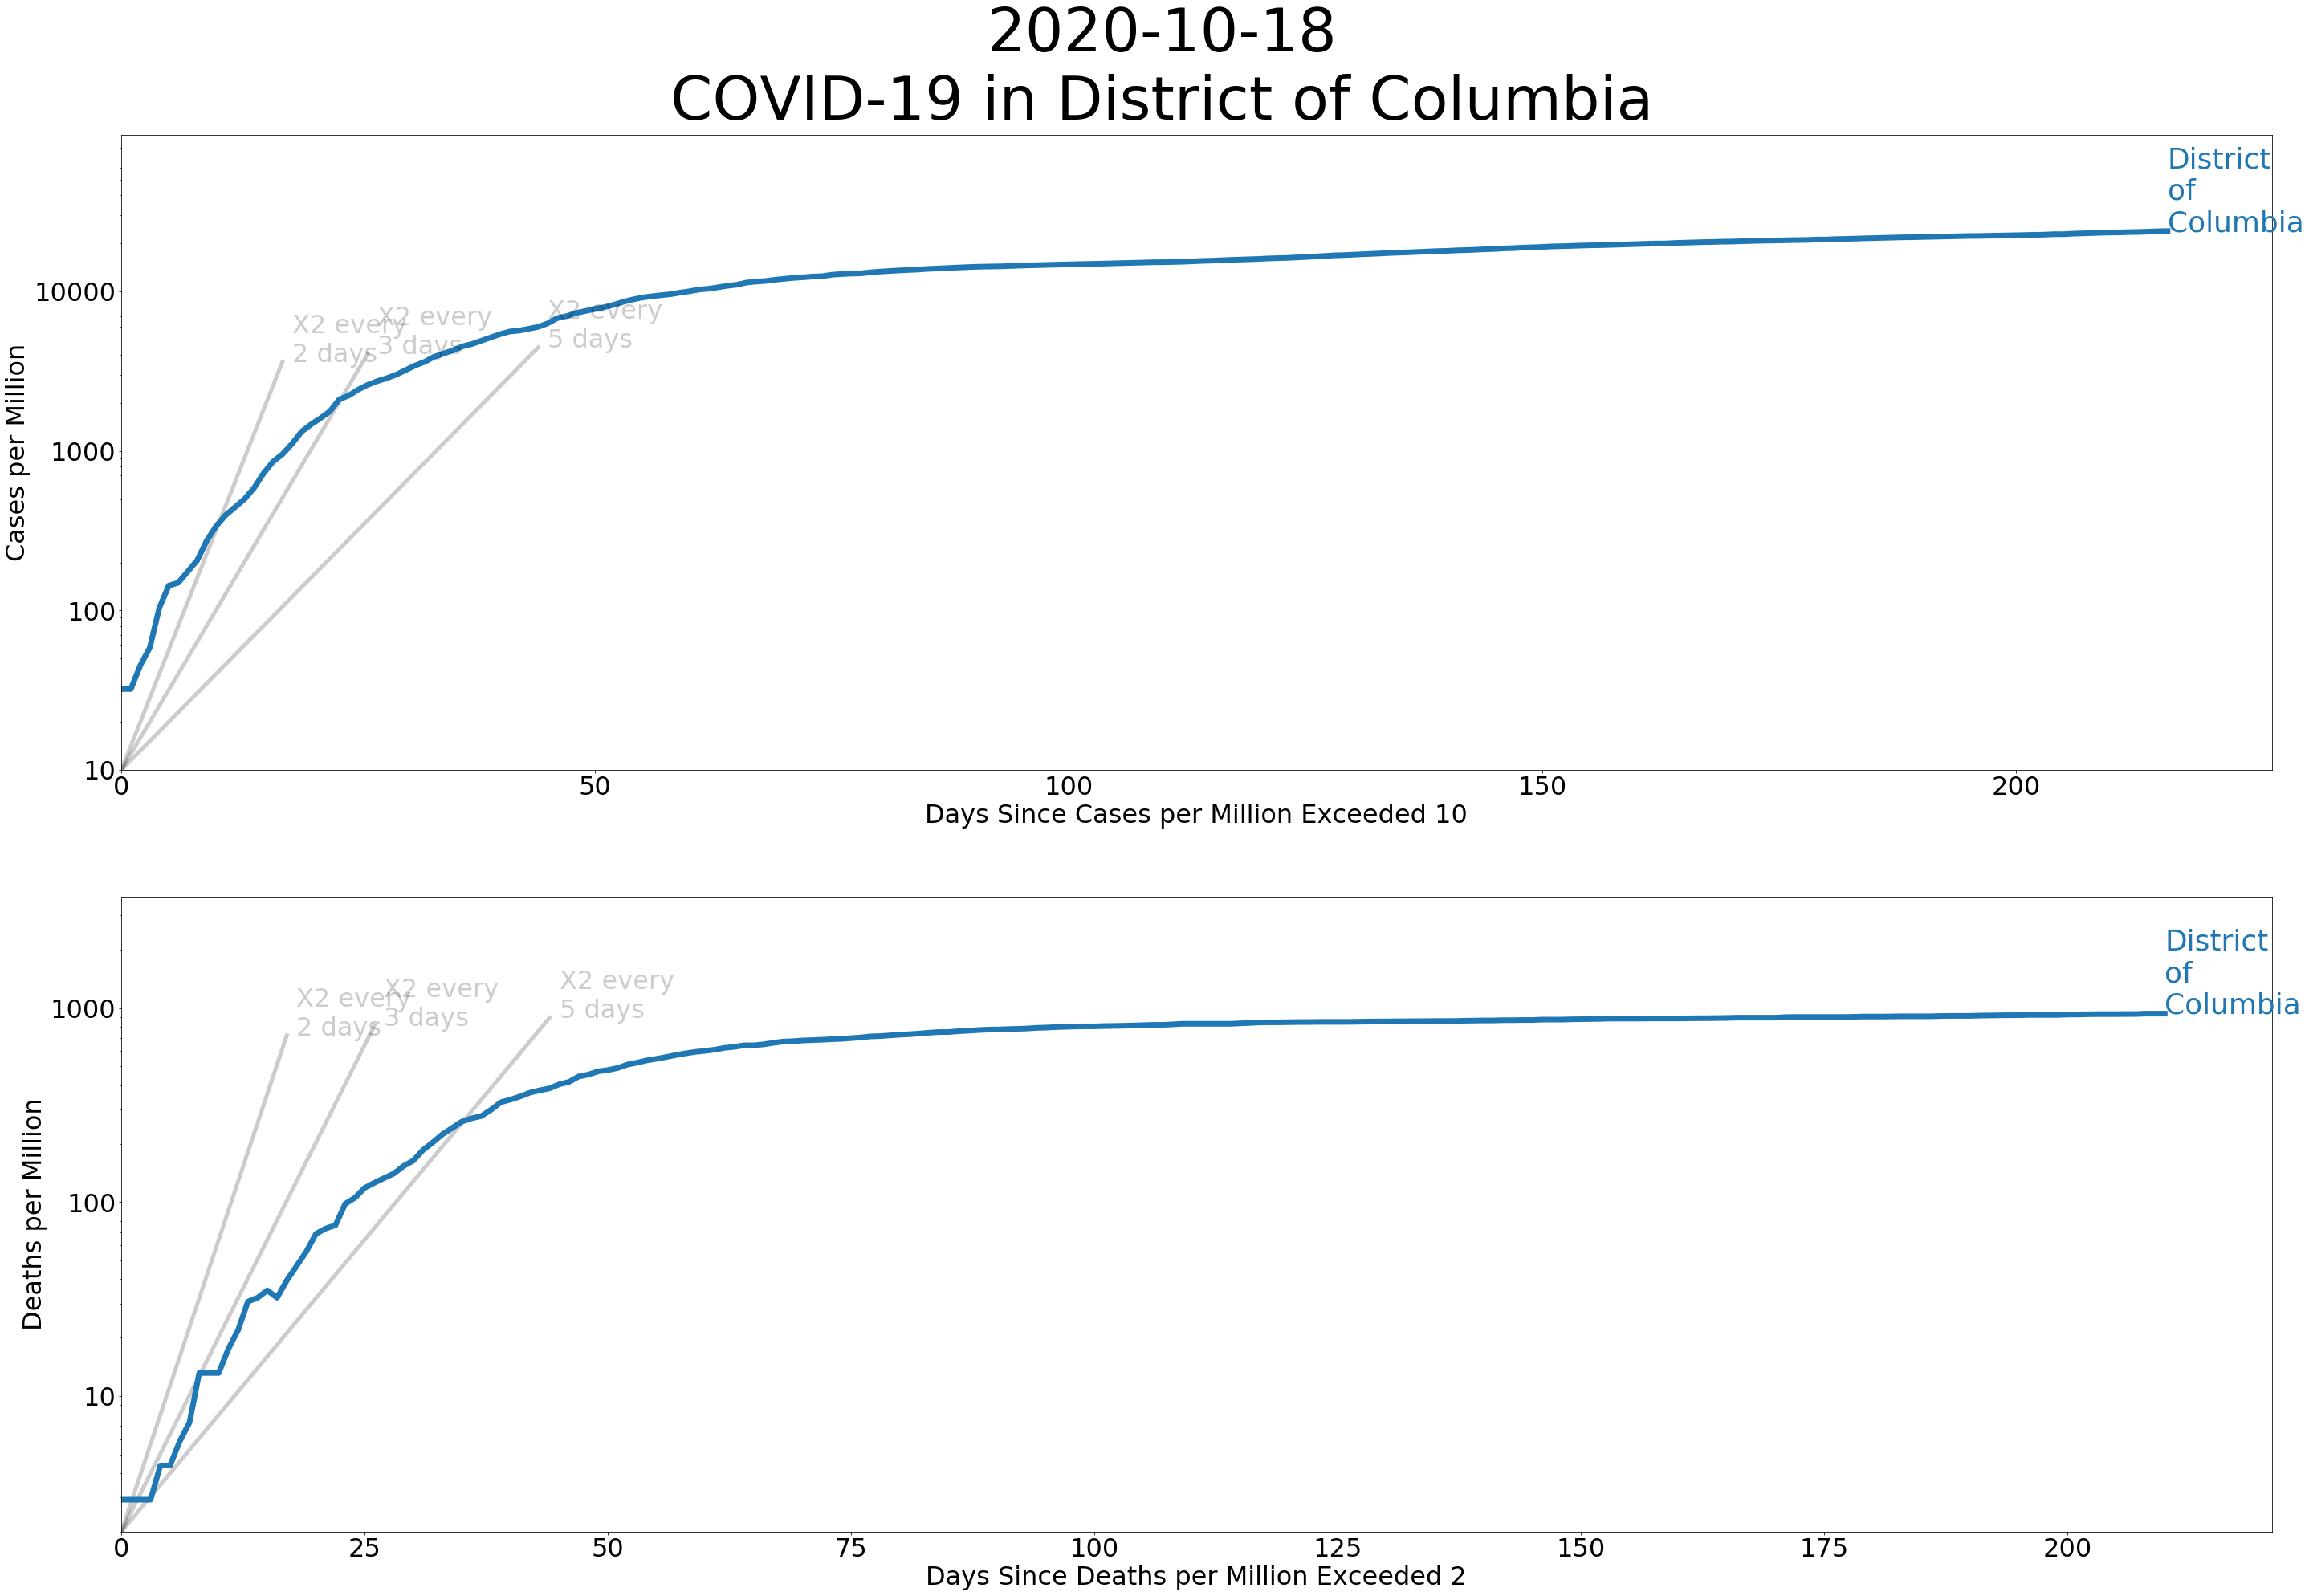 2020-10-18
COVID-19 in District of Columbia
District
of
Columbia
10000
1000
100
10
Cases per Million
X2 every
2 days
X2 every
3 days
X2 every
5 days
0 50 100 150 200
Days Since Cases per Million Exceeded 10
District
of
Columbia
1000
100
10
Deaths per Million
X2 every
2 days
X2 every
3 days
X2 every
5 days
0 25 50 75 100 125 150 175 200
Days Since Deaths per Million Exceeded 2